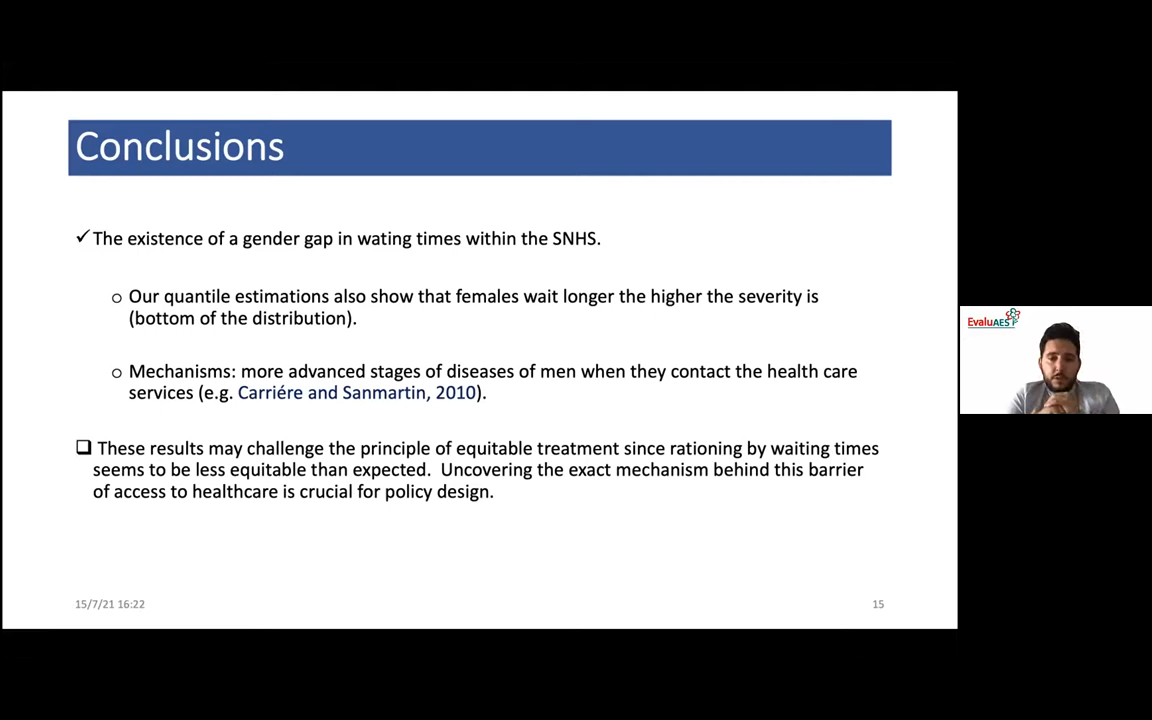 Conclusions
✓ The existence of a gender gap in wating times within the SNHS.
o Our quantile estimations also show that females wait longer the higher the severity is
(bottom of the distribution).
o Mechanisms: more advanced stages of diseases of men when they contact the health care
services (e.g. Carriére and Sanmartin, 2010).
❑ These results may challenge the principle of equitable treatment since rationing by waiting times
seems to be less equitable than expected. Uncovering the exact mechanism behind this barrier
of access to healthcare is crucial for policy design.
15/7/21 16:22
15
EvaluAES